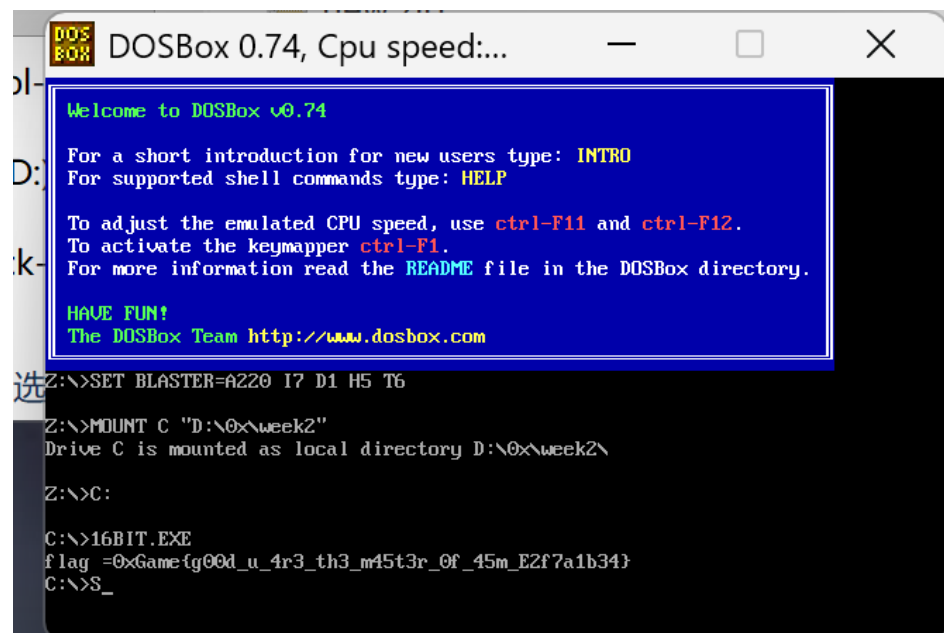 DOS
BOX
DOSBox 0.74, Cpu speed:...
Welcome to DOSBox v0.74
For a short introduction for new users type: INTRO
For supported shell commands type: HELP
To adjust the emulated CPU speed, use ctrl-F11 and ctrl-F12.
To activate the keymapper ctrl-F1.
For more information read the README file in the DOSBox directory.
HAVE FUN!
The DOSBox Team http://www.dosbox.com
D:)
选
Z:\>SET BLASTER=A220 I7 D1 H5 T6
Z:\>MOUNT C "D:\0x\week2"
Drive C is mounted as local directory D:\0x\week2\
Z:\>C:
C:\>16BIT.EXE
flag =0xGame{g00d_u_4r3_th3_m45t3r_0f_45m_E2f7a1b34}
C:\>S_